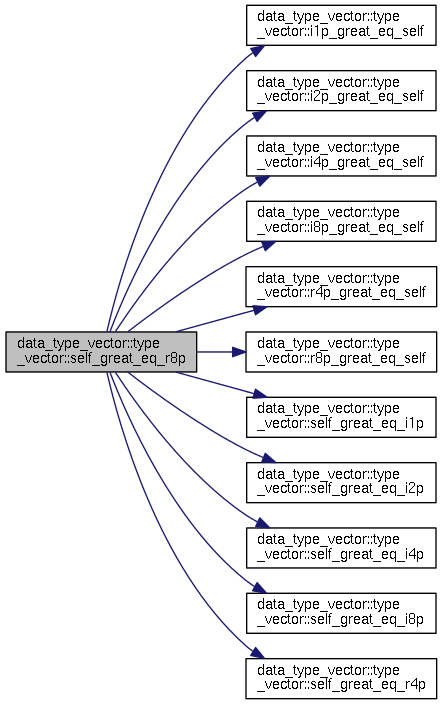 data_type_vector::type
_vector::i1p_great_eq_self
data_type_vector::type
_vector::i2p_great_eq_self
data_type_vector::type
_vector::i4p_great_eq_self
data_type_vector::type
_vector::i8p_great_eq_self
data_type_vector::type
_vector::r4p_great_eq_self
data_type_vector::type
_vector::self_great_eq_r8p
data_type_vector::type
_vector::r8p_great_eq_self
data_type_vector::type
_vector::self_great_eq_i1p
data_type_vector::type
_vector::self_great_eq_i2p
data_type_vector::type
_vector::self_great_eq_i4p
data_type_vector::type
_vector::self_great_eq_i8p
data_type_vector::type
_vector::self_great_eq_r4p